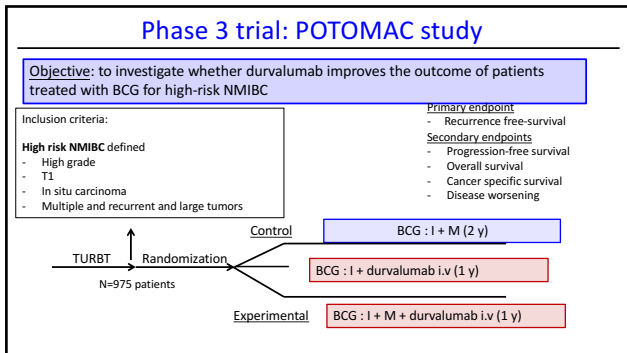 Phase 3 trial: POTOMAC study
Objective: to investigate whether durvalumab improves the outcome of patients
treated with BCG for high-risk NMIBC
Inclusion criteria:
High risk NMIBC defined
- High grade
- T1
- In situ carcinoma
- Multiple and recurrent and large tumors
Primary endpoint
- Recurrence free-survival
Secondary endpoints
- Progression-free survival
- Overall survival
- Cancer specific survival
- Disease worsening
Control
BCG : I + M (2 y)
TURBT
Randomization
BCG : I + durvalumab i.v (1 y)
N=975 patients
Experimental
BCG : I + M + durvalumab i.v (1 y)